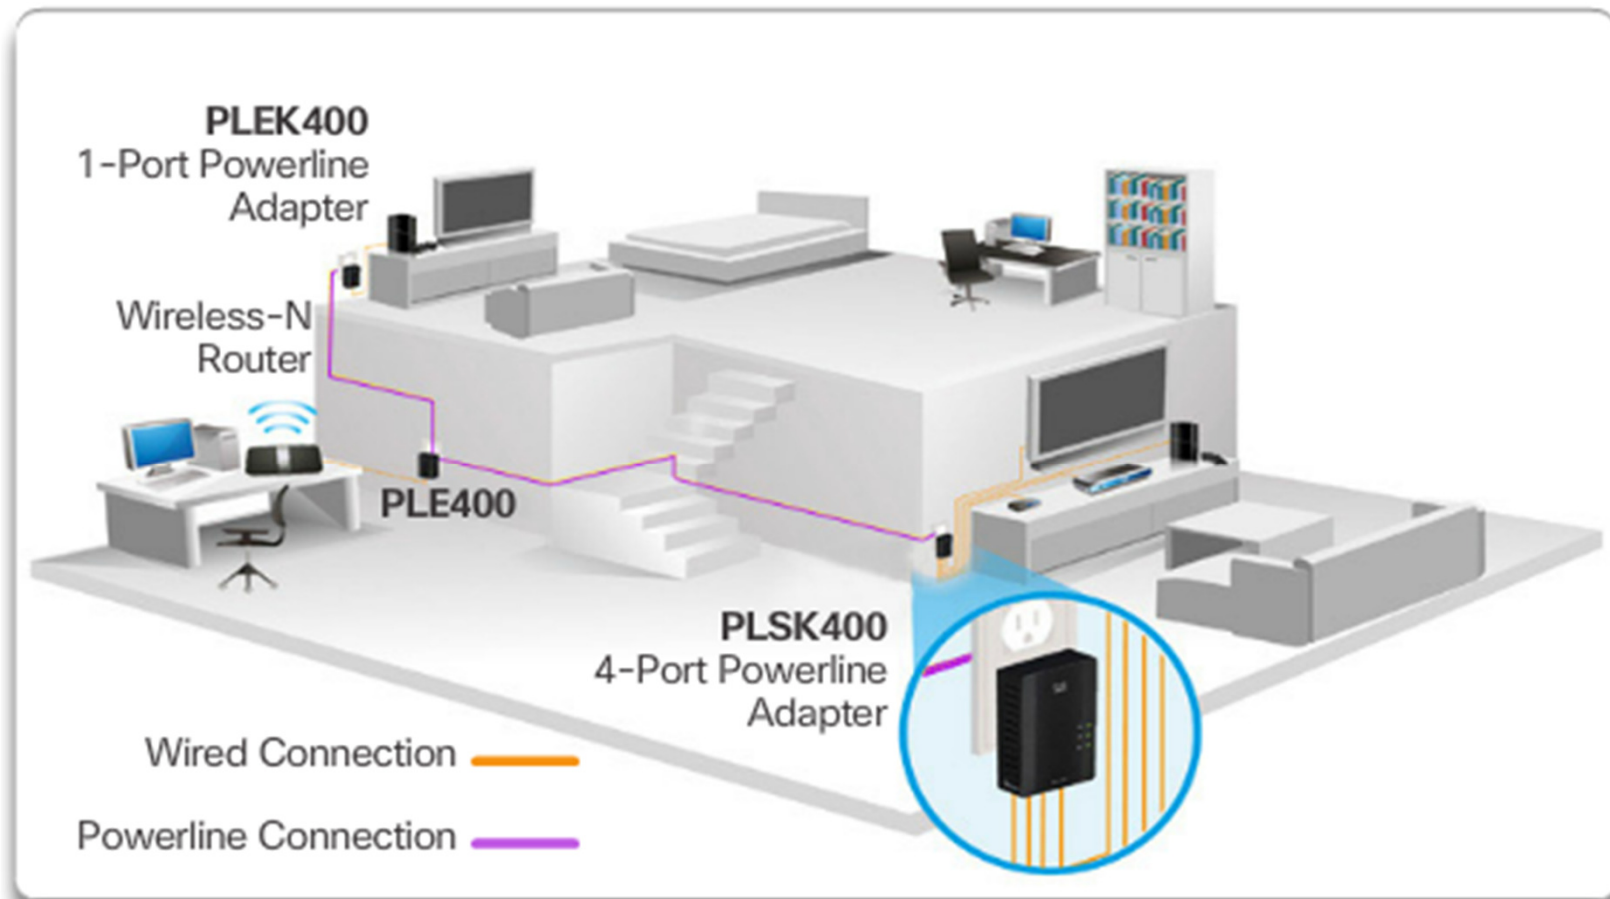 PLEK400
1-Port Powerline
Adapter
Wireless-N
Router
PLE400
PLSK400
4-Port Powerline
Adapter
Wired Connection
Powerline Connection